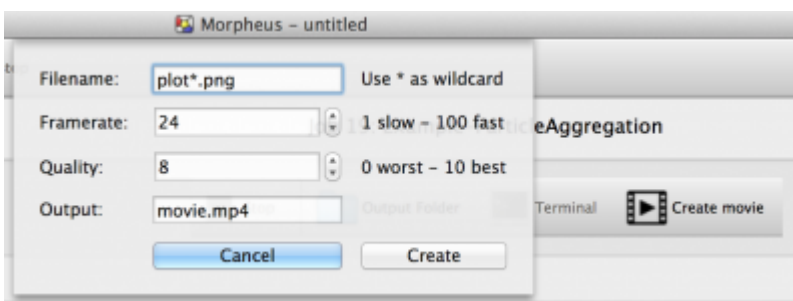 Morpheus – untitled
Filename: plot*.png Use * as wildcard
Framerate: 24 1 slow – 100 fast
cleAggregation
Quality: 8 0 worst – 10 best
Output: movie.mp4
Output Folder Terminal Create movie
Cancel Create